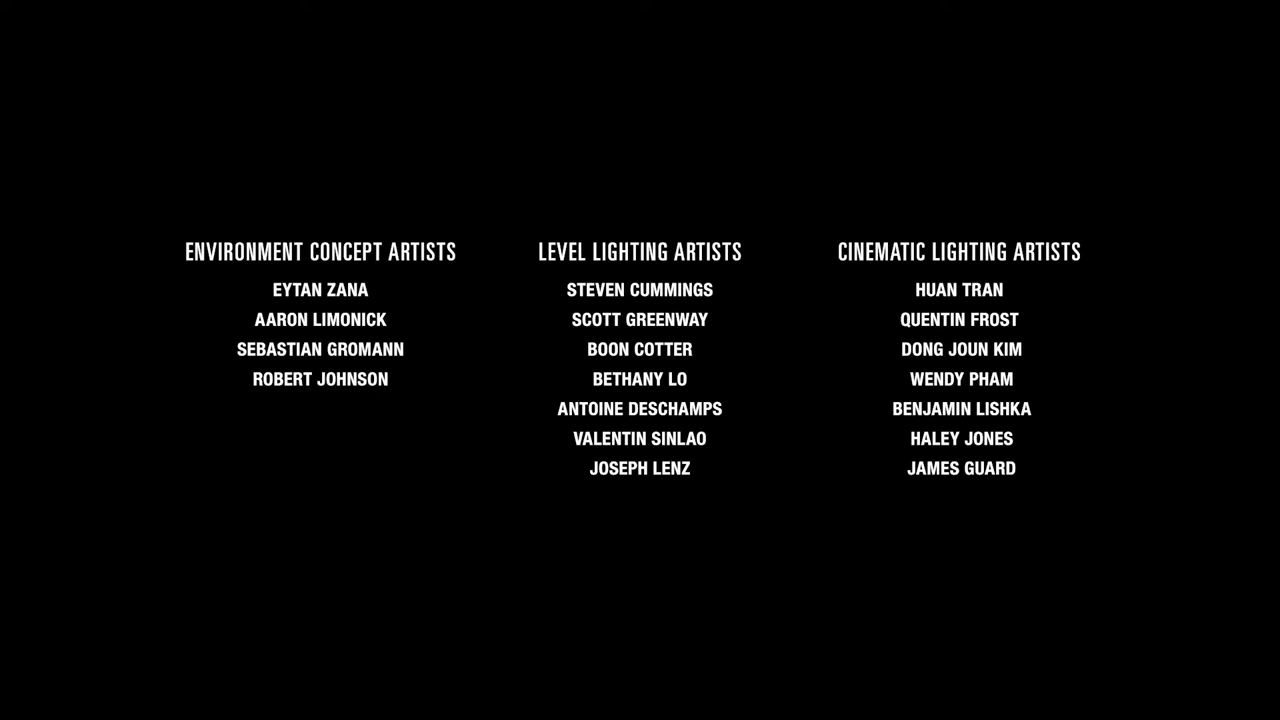 ENVIRONMENT CONCEPT ARTISTS
EYTAN ZANA
AARON LIMONICK
SEBASTIAN GROMANN
ROBERT JOHNSON
LEVEL LIGHTING ARTISTS
STEVEN CUMMINGS
SCOTT GREENWAY
BOON COTTER
BETHANY LO
ANTOINE DESCHAMPS
VALENTIN SINLAO
JOSEPH LENZ
CINEMATIC LIGHTING ARTISTS
HUAN TRAN
QUENTIN FROST
DONG JOUN KIM
WENDY PHAM
BENJAMIN LISHKA
HALEY JONES
JAMES GUARD